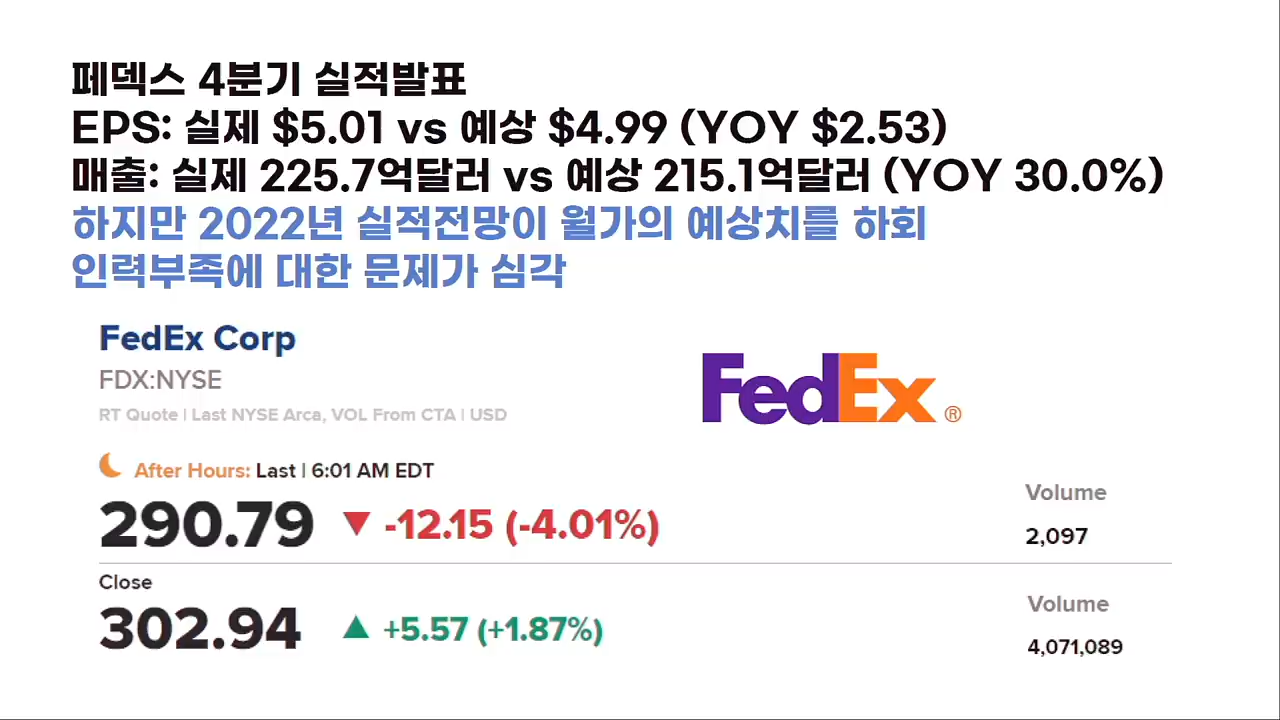 페덱스 4분기 실적발표
EPS: 실제 $5.01 vs 예상 $4.99 (YOY $2.53)
매출: 실제 225.7억달러 vs 예상 215.1억달러 (YOY 30.0%)
하지만 2022년 실적전망이 월가의 예상치를 하회
인력부족에 대한 문제가 심각
FedEx Corp
FDX:NYSE
RT Quote | Last NYSE Arca, VOL From CTA | USD
FedEx ®
After Hours: Last | 6:01 AM EDT
290.79 ▼ -12.15 (-4.01%)
Volume
2,097
Close
302.94 ▲ +5.57 (+1.87%)
Volume
4,071,089